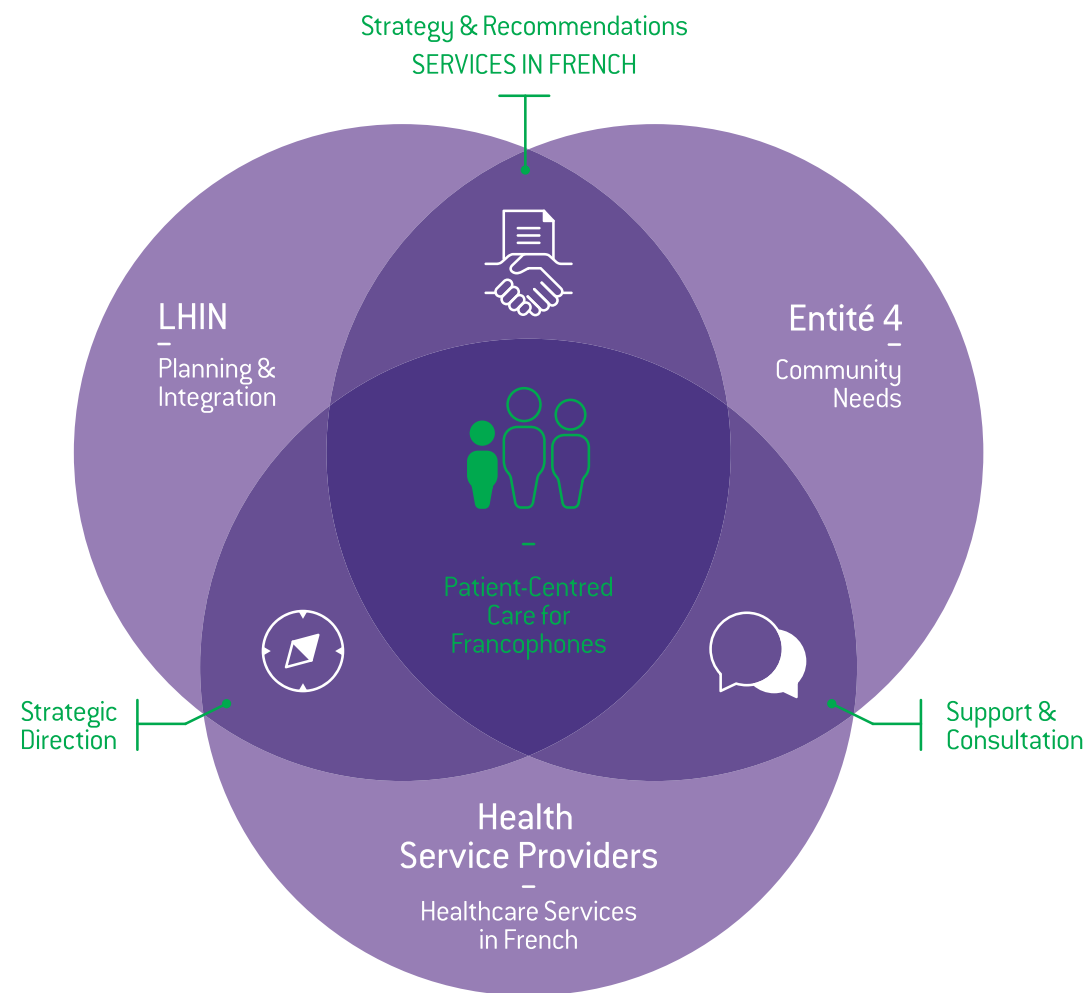 Strategy & Recommendations
SERVICES IN FRENCH
LHIN
Planning &
Integration
Entité 4
Community
Needs
Patient-Centred
Care for
Francophones
Strategic
Direction
Support &
Consultation
Health
Service Providers
Healthcare Services
in French